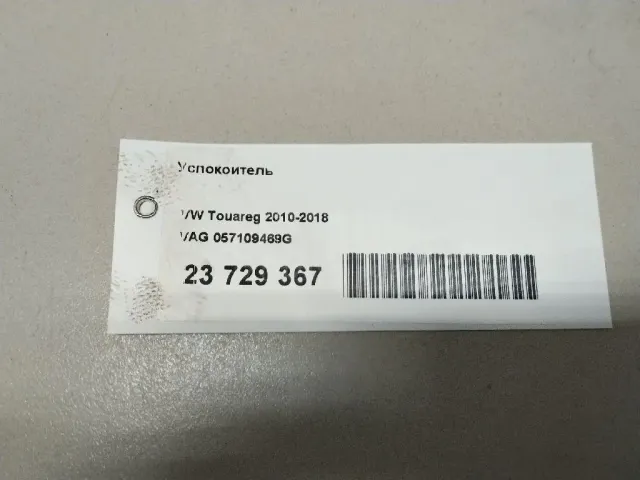 Успокоитель
VW Touareg 2010-2018
VAG 057109469G
23 729 367